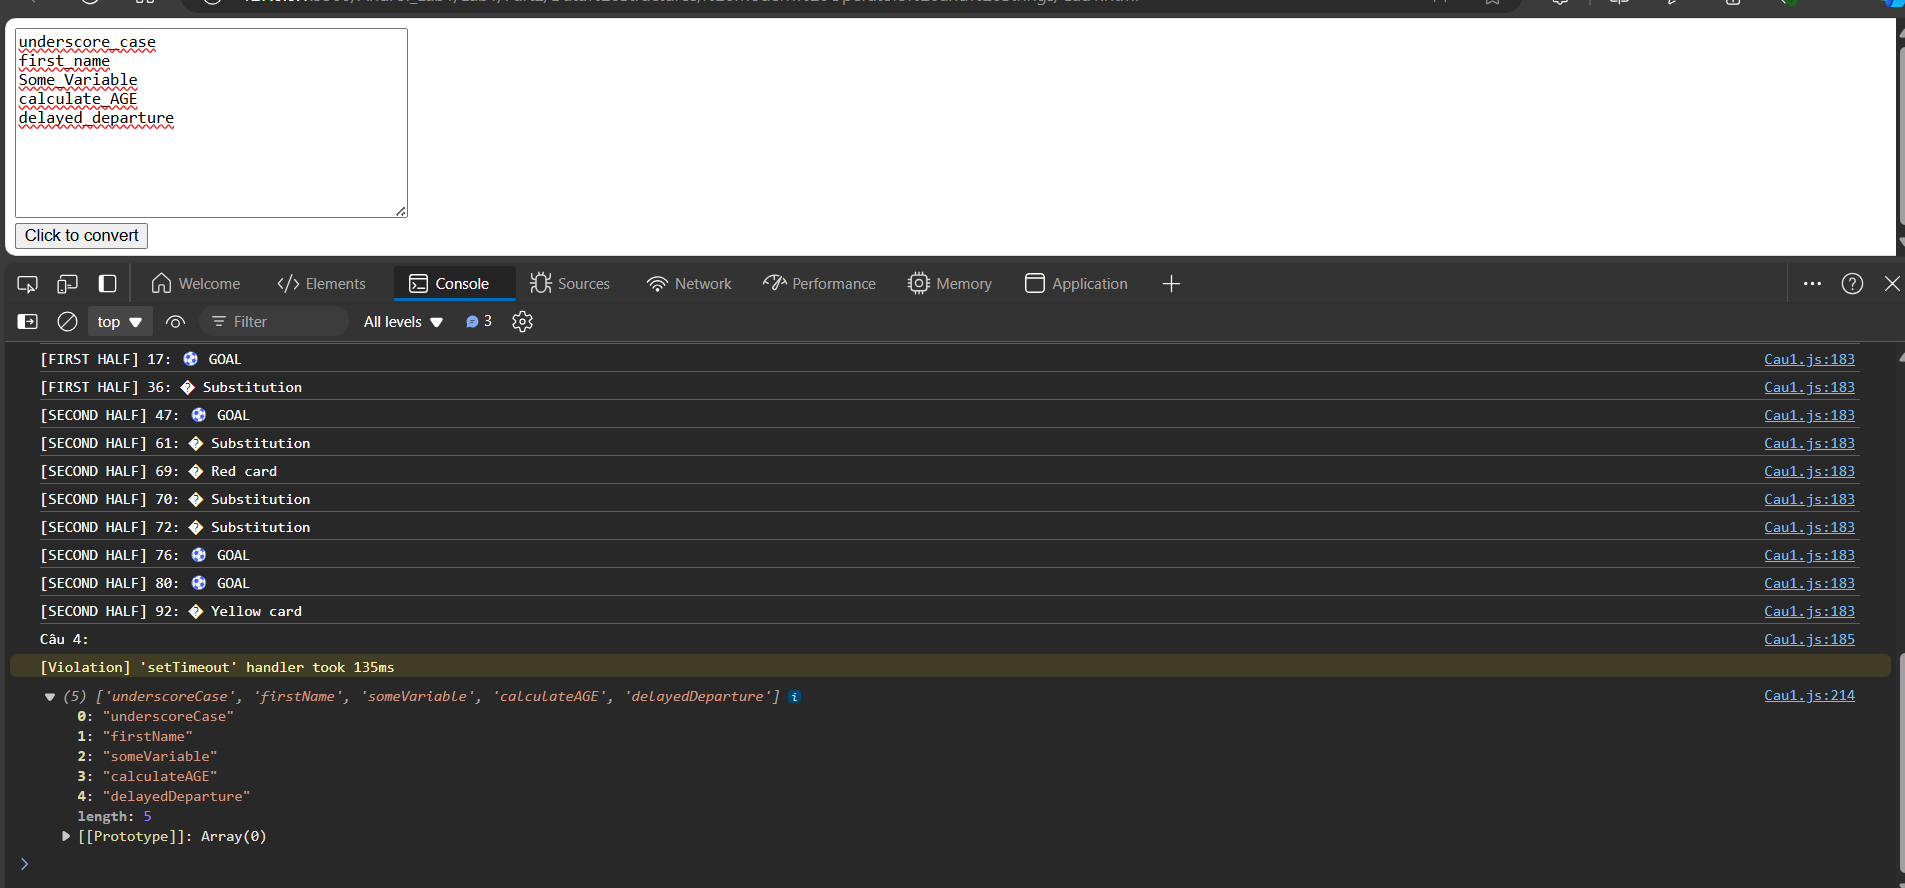 underscore_case
first_name
Some_Variable
calculate_AGE
delayed_departure
Click to convert
Welcome Elements Console Sources Network Performance Memory Application
top Filter All levels 3
[FIRST HALF] 17: ⚽ GOAL Cau1.js:183
[FIRST HALF] 36: � Substitution Cau1.js:183
[SECOND HALF] 47: ⚽ GOAL Cau1.js:183
[SECOND HALF] 61: � Substitution Cau1.js:183
[SECOND HALF] 69: � Red card Cau1.js:183
[SECOND HALF] 70: � Substitution Cau1.js:183
[SECOND HALF] 72: � Substitution Cau1.js:183
[SECOND HALF] 76: ⚽ GOAL Cau1.js:183
[SECOND HALF] 80: ⚽ GOAL Cau1.js:183
[SECOND HALF] 92: � Yellow card Cau1.js:183
Câu 4: Cau1.js:185
[Violation] 'setTimeout' handler took 135ms
(5) ['underscoreCase', 'firstName', 'someVariable', 'calculateAGE', 'delayedDeparture'] i Cau1.js:214
0: "underscoreCase"
1: "firstName"
2: "someVariable"
3: "calculateAGE"
4: "delayedDeparture"
length: 5
[[Prototype]]: Array(0)